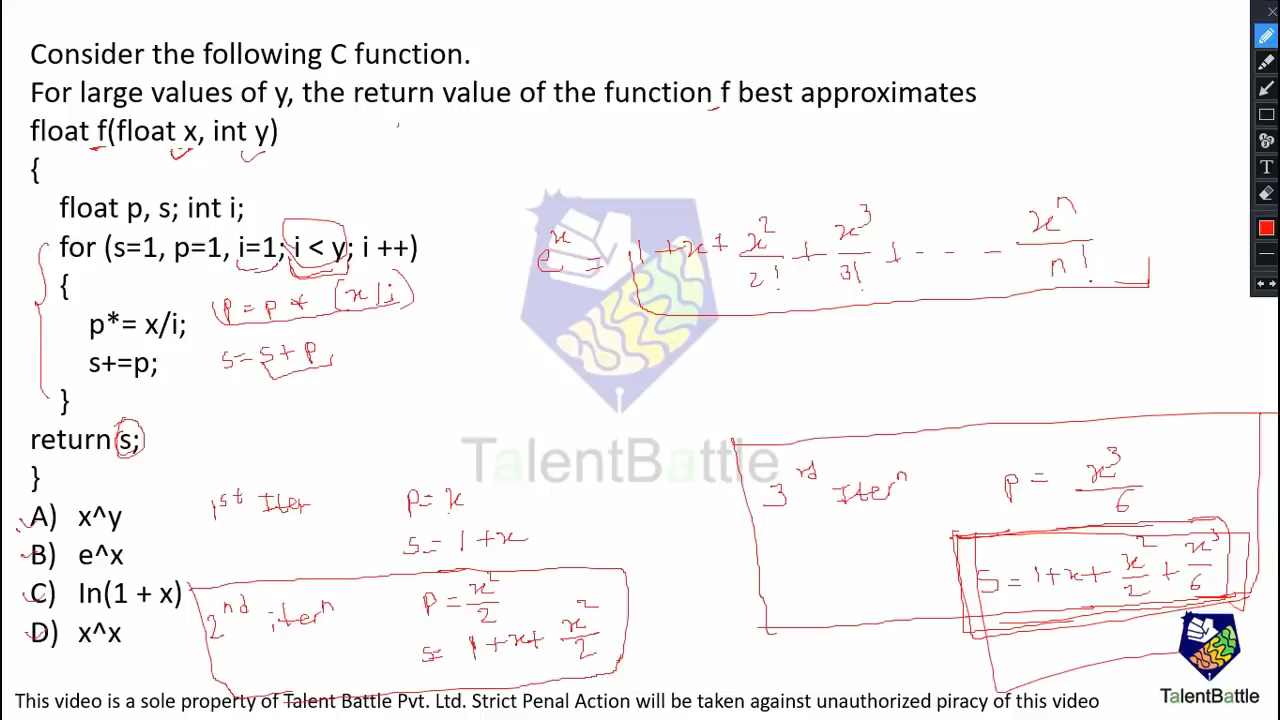 Consider the following C function.
For large values of y, the return value of the function f best approximates
float f(float x, int y)
{
float p, s; int i;
for (s=1, p=1, i=1; i < y; i ++)
{
p = p * (x/i)
p*= x/i;
s+=p;
s = s + p
}
return s;
}
e^x = 1 + x + x^2/2! + x^3/3! + - - - x^n/n!
TalentBattle
1st Iter p = x
s = 1 + x
2nd itern p = x^2/2
s = 1 + x + x^2/2
3rd Itern p = x^3/6
S = 1 + x + x^2/2 + x^3/6
A) x^y
B) e^x
C) In(1 + x)
D) x^x
TalentBattle
This video is a sole property of Talent Battle Pvt. Ltd. Strict Penal Action will be taken against unauthorized piracy of this video
T